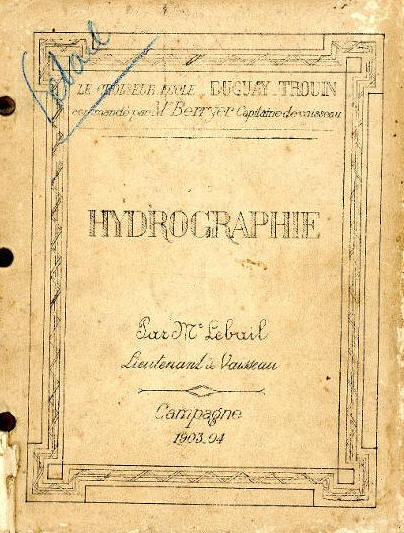 LE CROISEUR ECOLE DUGUAY TROUIN
commandé par Mr Berryer Capitaine de vaisseau
HYDROGRAPHIE
Par Mr Lebail
Lieutenant de Vaisseau
Campagne
1903.04